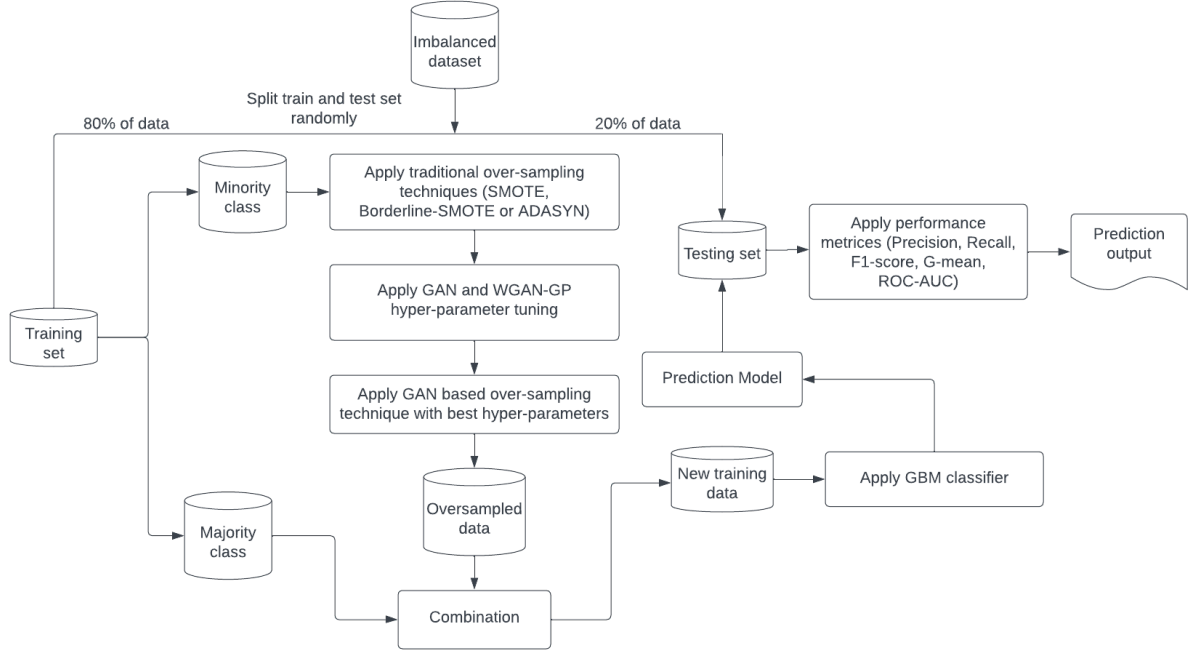 Imbalanced
dataset
Split train and test set
randomly
80% of data
20% of data
Minority
class
Apply traditional over-sampling
techniques (SMOTE,
Borderline-SMOTE or ADASYN)
Testing set
Apply performance
metrices (Precision, Recall,
F1-score, G-mean,
ROC-AUC)
Prediction
output
Apply GAN and WGAN-GP
hyper-parameter tuning
Training
set
Apply GAN based over-sampling
technique with best hyper-parameters
Prediction Model
Oversampled
data
New training
data
Apply GBM classifier
Majority
class
Combination